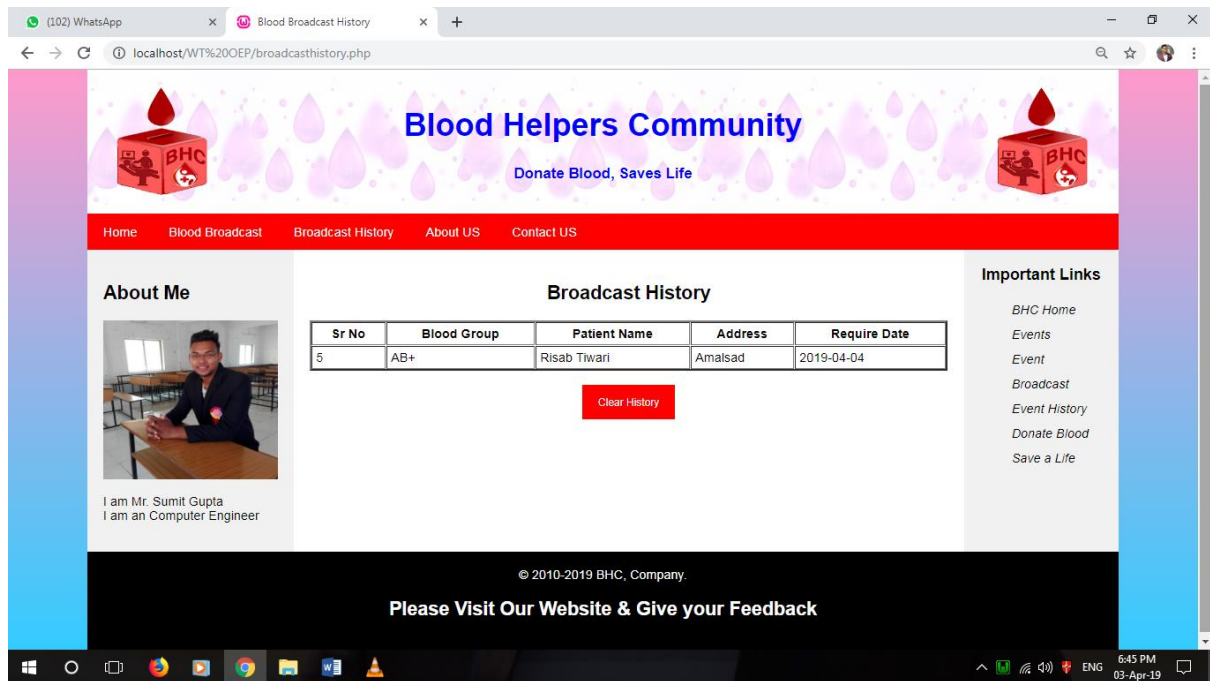 (102) WhatsApp
Blood Broadcast History
localhost/WT%20OEP/broadcasthistory.php
BHC
Blood Helpers Community
Donate Blood, Saves Life
BHC
Home Blood Broadcast Broadcast History About US Contact US
About Me
I am Mr. Sumit Gupta
I am an Computer Engineer
Broadcast History
Sr No Blood Group Patient Name Address Require Date
5 AB+ Risab Tiwari Amalsad 2019-04-04
Clear History
Important Links
BHC Home
Events
Event
Broadcast
Event History
Donate Blood
Save a Life
© 2010-2019 BHC, Company.
Please Visit Our Website & Give your Feedback
ENG
6:45 PM
03-Apr-19